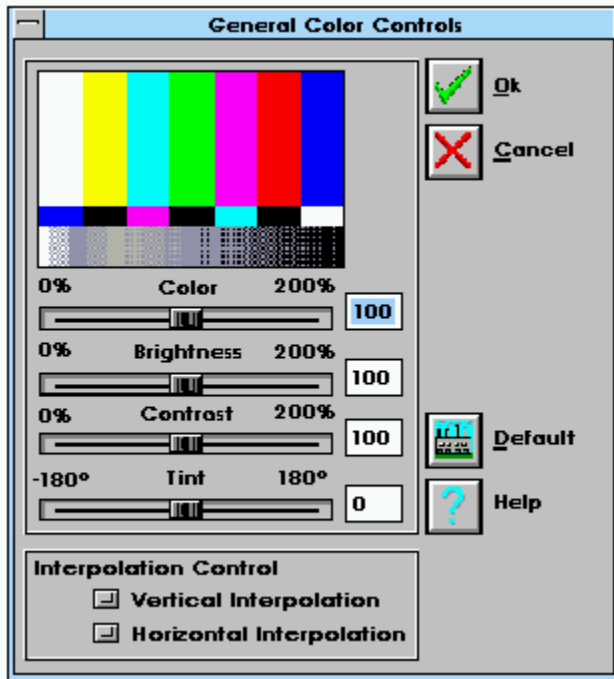 General Color Controls
Ok
Cancel
0% Color 200%
100
0% Brightness 200%
100
0% Contrast 200%
100
-180° Tint 180°
0
Default
Help
Interpolation Control
Vertical Interpolation
Horizontal Interpolation